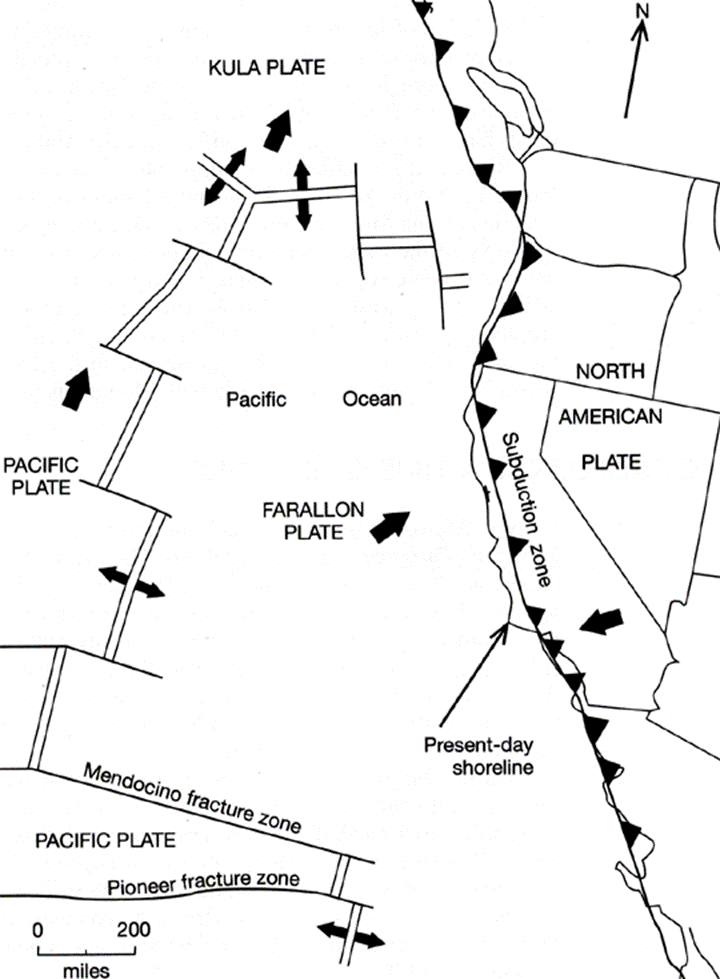 N
KULA PLATE
NORTH
AMERICAN
PLATE
Pacific Ocean
PACIFIC
PLATE
Subduction zone
FARALLON
PLATE
Present-day
shoreline
Mendocino fracture zone
PACIFIC PLATE
Pioneer fracture zone
0 200
miles